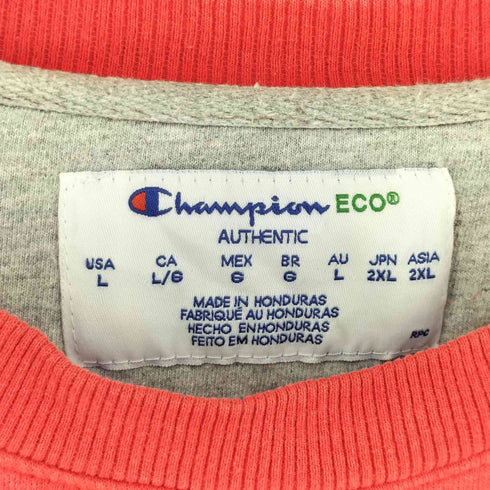 Champion ECO®
AUTHENTIC
USA CA MEX BR AU JPN ASIA
L L/G G G L 2XL 2XL
MADE IN HONDURAS
FABRIQUÉ AU HONDURAS
HECHO EN HONDURAS
FEITO EM HONDURAS
RPC